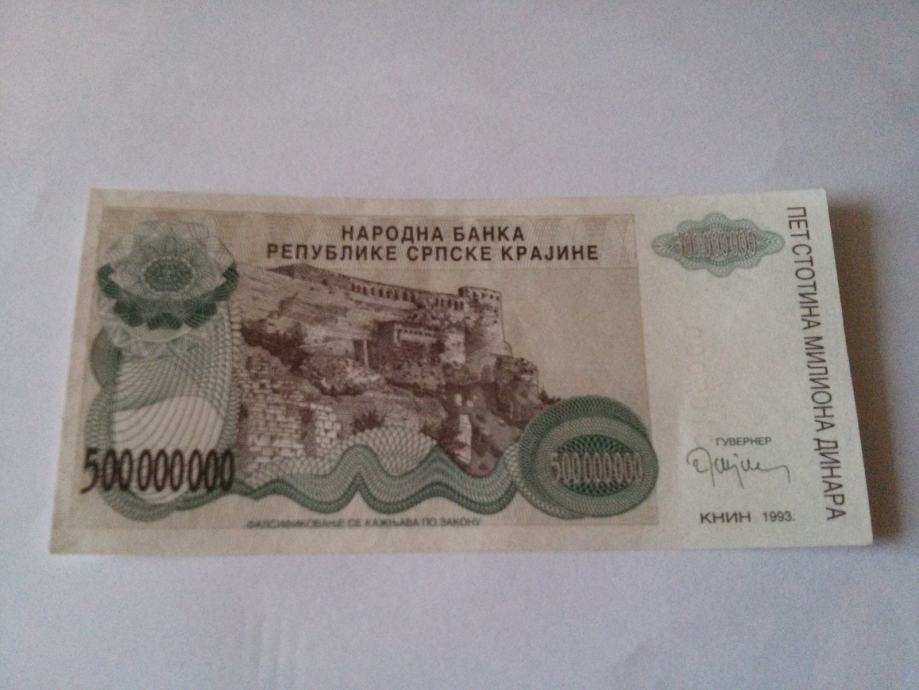 НАРОДНА БАНКА
РЕПУБЛИКЕ СРПСКЕ КРАЈИНЕ
500000000
500000000
500000000
ФАЛСИФИКОВАЊЕ СЕ КАЖЊАВА ПО ЗАКОНУ
ПЕТ СТОТИНА МИЛИОНА ДИНАРА
ГУВЕРНЕР
КНИН 1993.